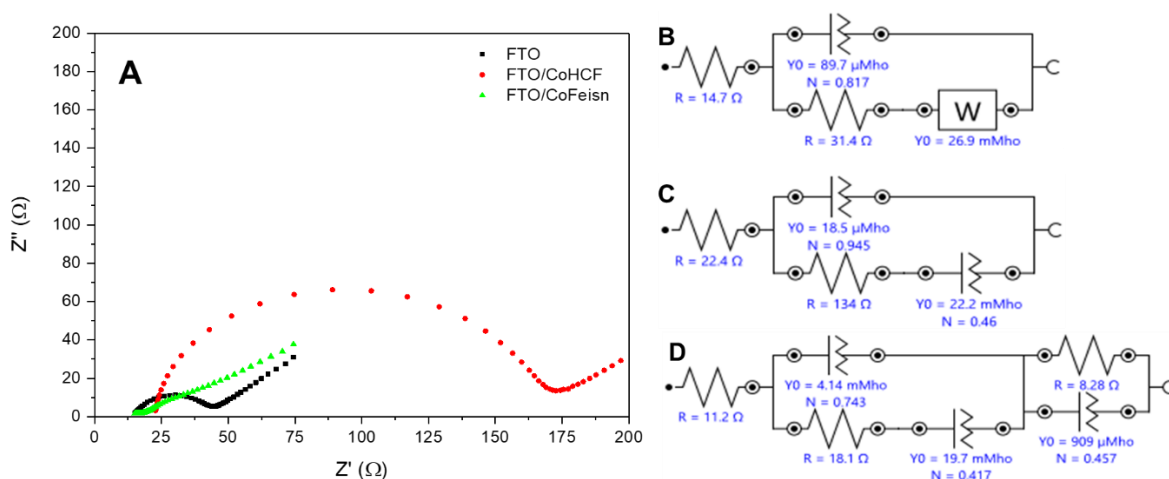 A
FTO
FTO/CoHCF
FTO/CoFeisn
Z'' (Ω)
200
180
160
140
120
100
80
60
40
20
0
0 25 50 75 100 125 150 175 200
Z' (Ω)
B
Y0 = 89.7 µMho
N = 0.817
R = 14.7 Ω
W
R = 31.4 Ω
Y0 = 26.9 mMho
C
Y0 = 18.5 µMho
N = 0.945
R = 22.4 Ω
R = 134 Ω
Y0 = 22.2 mMho
N = 0.46
D
Y0 = 4.14 mMho
N = 0.743
R = 8.28 Ω
R = 11.2 Ω
R = 18.1 Ω
Y0 = 19.7 mMho
N = 0.417
Y0 = 909 µMho
N = 0.457